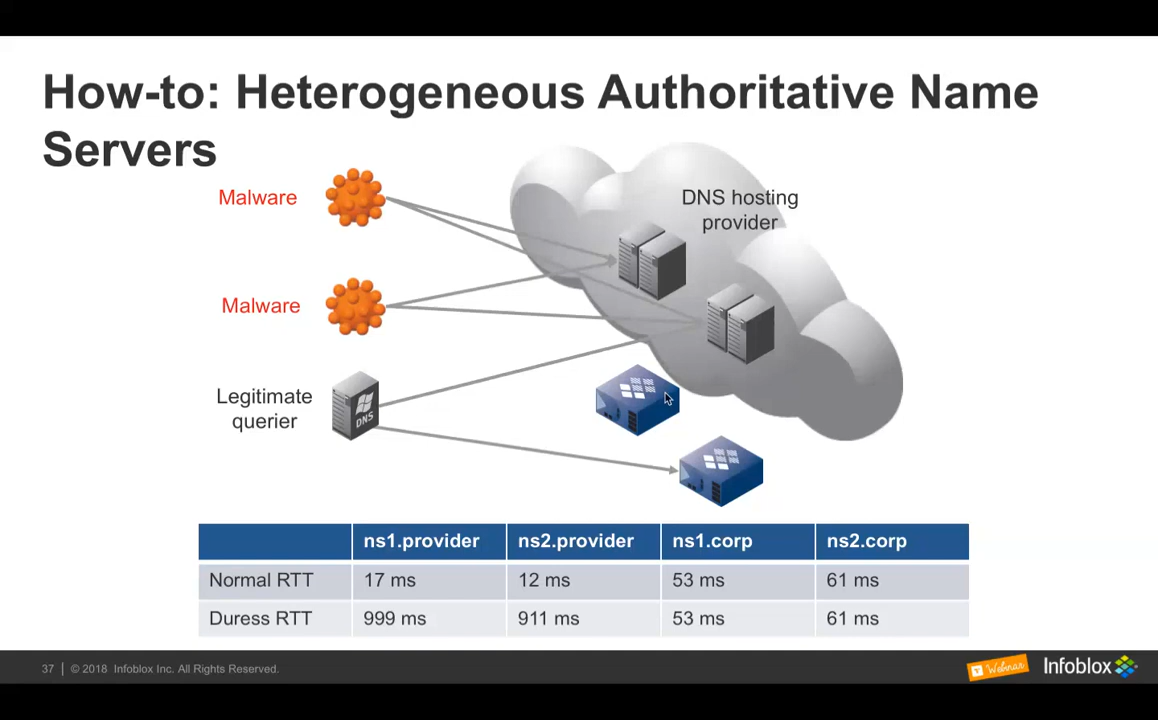 How-to: Heterogeneous Authoritative Name
Servers
Malware
DNS hosting
provider
Malware
Legitimate
querier
DNS
ns1.provider ns2.provider ns1.corp ns2.corp
Normal RTT 17 ms 12 ms 53 ms 61 ms
Duress RTT 999 ms 911 ms 53 ms 61 ms
37 | © 2018 Infoblox Inc. All Rights Reserved.
Webinar
Infoblox